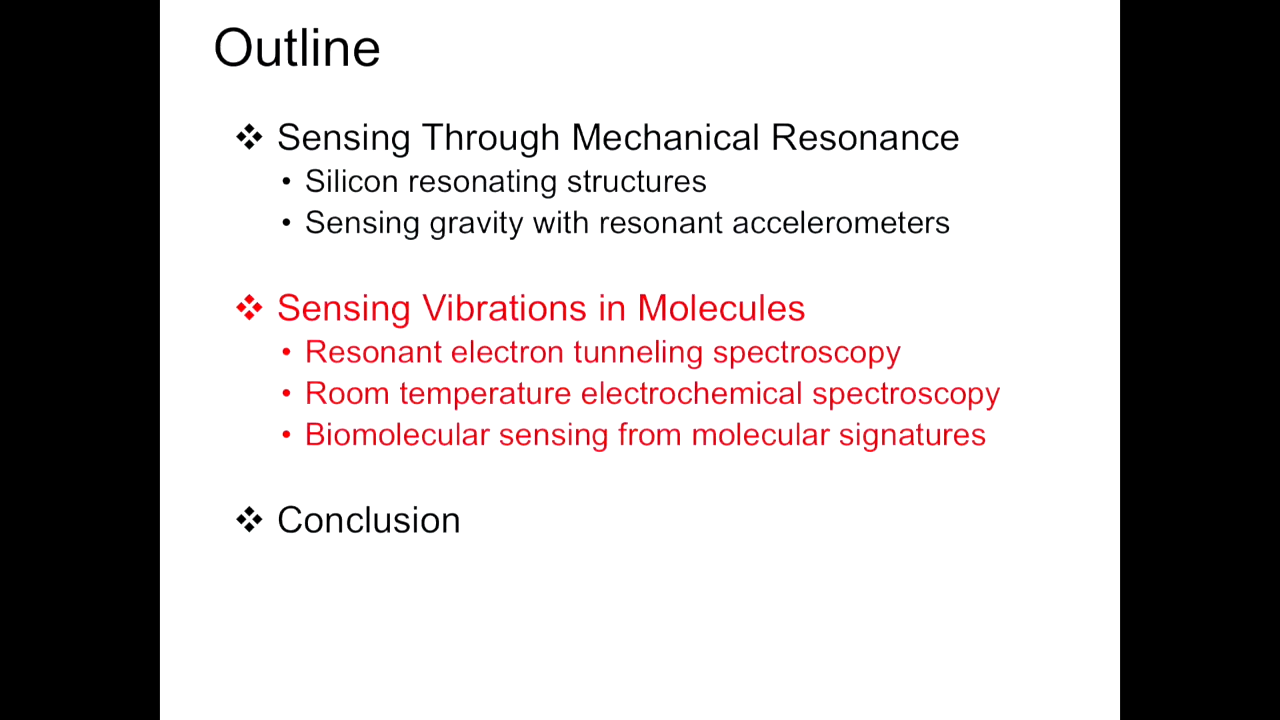 Outline
❖ Sensing Through Mechanical Resonance
• Silicon resonating structures
• Sensing gravity with resonant accelerometers
❖ Sensing Vibrations in Molecules
• Resonant electron tunneling spectroscopy
• Room temperature electrochemical spectroscopy
• Biomolecular sensing from molecular signatures
❖ Conclusion